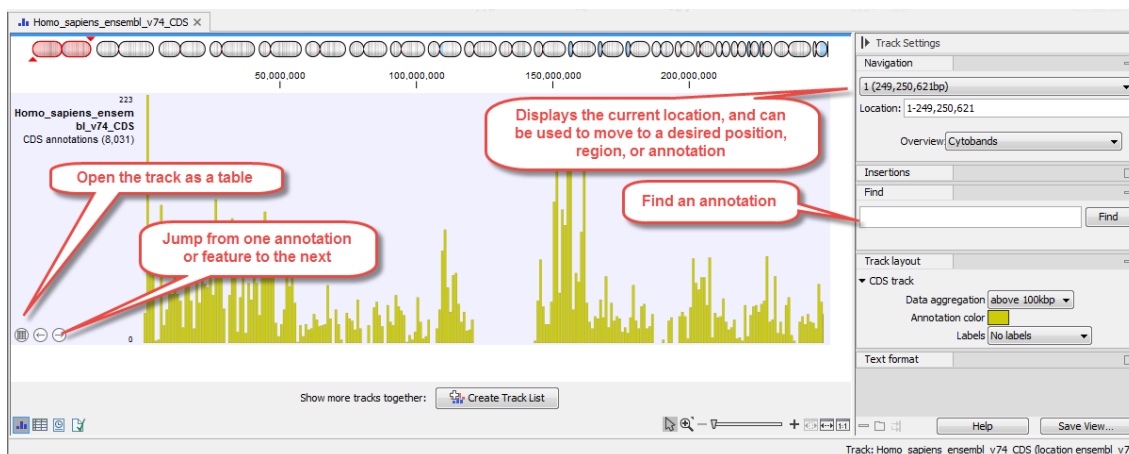 Homo_sapiens_ensembl_v74_CDS
Track Settings
Navigation
1 (249,250,621bp)
Location: 1-249,250,621
Overview: Cytobands
Insertions
Find
Find
Track layout
CDS track
Data aggregation above 100kbp
Annotation color
Labels No labels
Text format
Help
Save View...
50,000,000
100,000,000
150,000,000
200,000,000
223
Homo_sapiens_ensem
bl_v74_CDS
CDS annotations (8,031)
0
Displays the current location, and can
be used to move to a desired position,
region, or annotation
Open the track as a table
Find an annotation
Jump from one annotation
or feature to the next
Show more tracks together:
Create Track List
1:1
Track: Homo_sapiens_ensembl_v74_CDS (location ensembl_v7